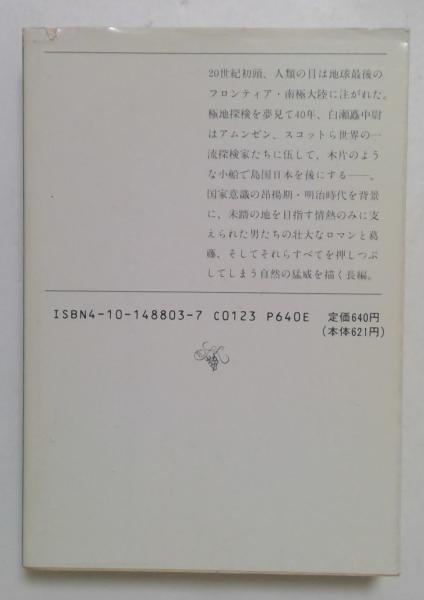 20世紀初頭、人類の目は地球最後の
フロンティア・南極大陸に注がれた。
極地探検を夢見て40年、白瀬矗中尉
はアムンゼン、スコットら世界の一
流探検家たちに伍して、木片のよう
な小船で島国日本を後にする――。
国家意識の昂揚期・明治時代を背景
に、未踏の地を目指す情熱のみに支
えられた男たちの壮大なロマンと葛
藤、そしてそれらすべてを押しつぶ
してしまう自然の猛威を描く長編。
ISBN4-10-148803-7 C0123 P640E 定価640円
(本体621円)